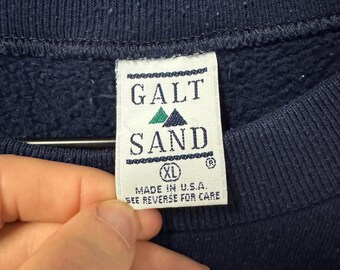 GALT
SAND
®
XL
MADE IN U.S.A.
SEE REVERSE FOR CARE